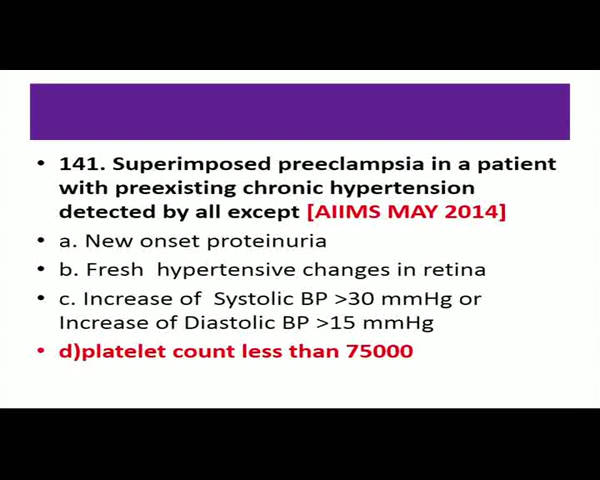 • 141. Superimposed preeclampsia in a patient
with preexisting chronic hypertension
detected by all except [AIIMS MAY 2014]
• a. New onset proteinuria
• b. Fresh  hypertensive changes in retina
• c. Increase of  Systolic BP >30 mmHg or
Increase of Diastolic BP >15 mmHg
• d)platelet count less than 75000